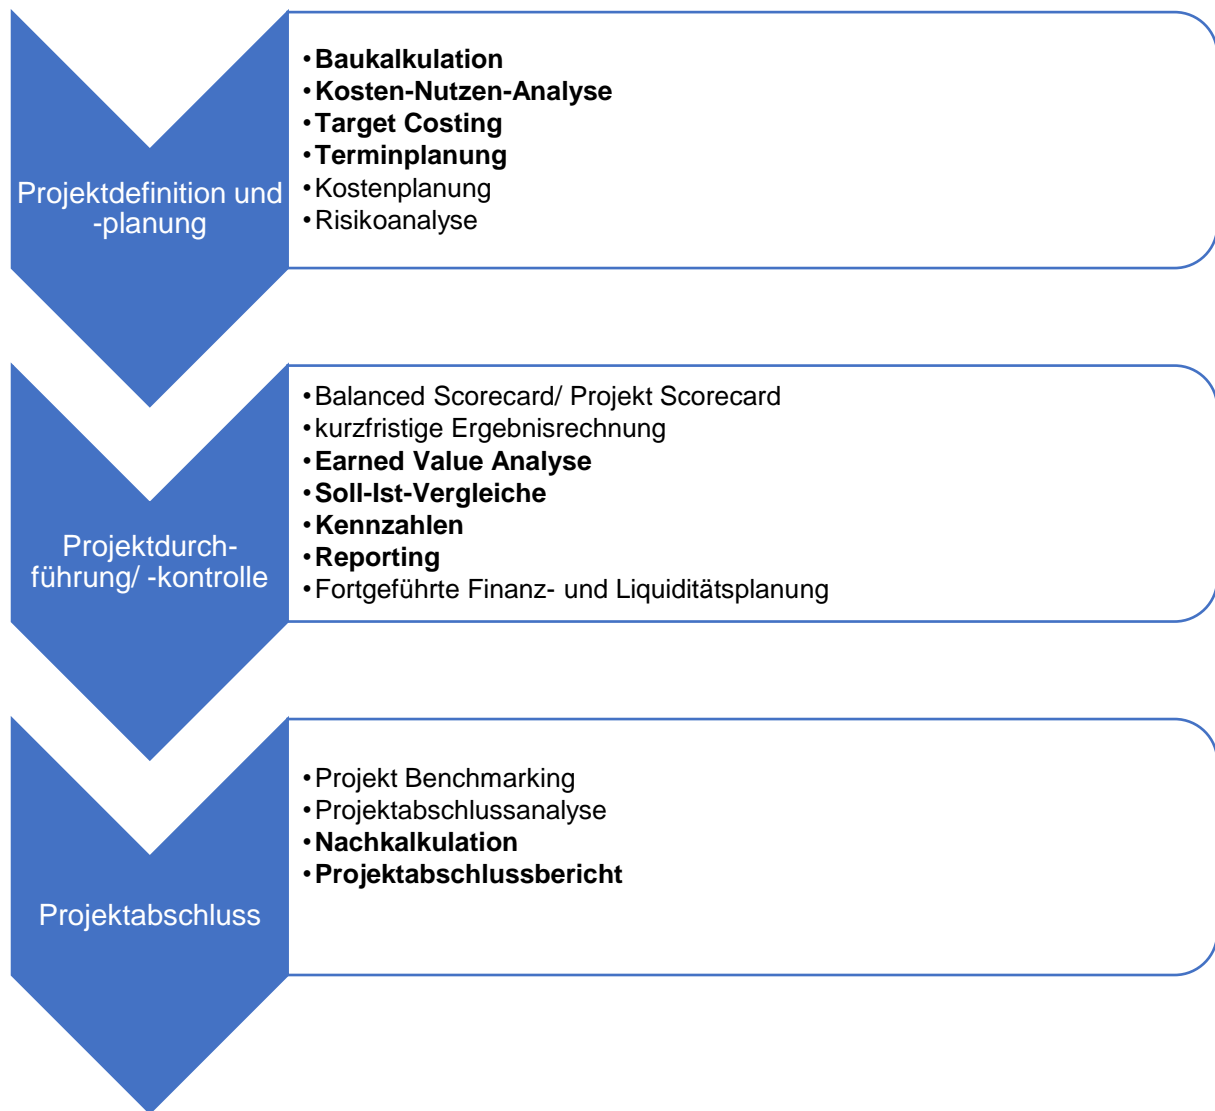 Projektdefinition und
-planung
•Baukalkulation
•Kosten-Nutzen-Analyse
•Target Costing
•Terminplanung
•Kostenplanung
•Risikoanalyse
Projektdurch-
führung/ -kontrolle
•Balanced Scorecard/ Projekt Scorecard
•kurzfristige Ergebnisrechnung
•Earned Value Analyse
•Soll-Ist-Vergleiche
•Kennzahlen
•Reporting
•Fortgeführte Finanz- und Liquiditätsplanung
Projektabschluss
•Projekt Benchmarking
•Projektabschlussanalyse
•Nachkalkulation
•Projektabschlussbericht